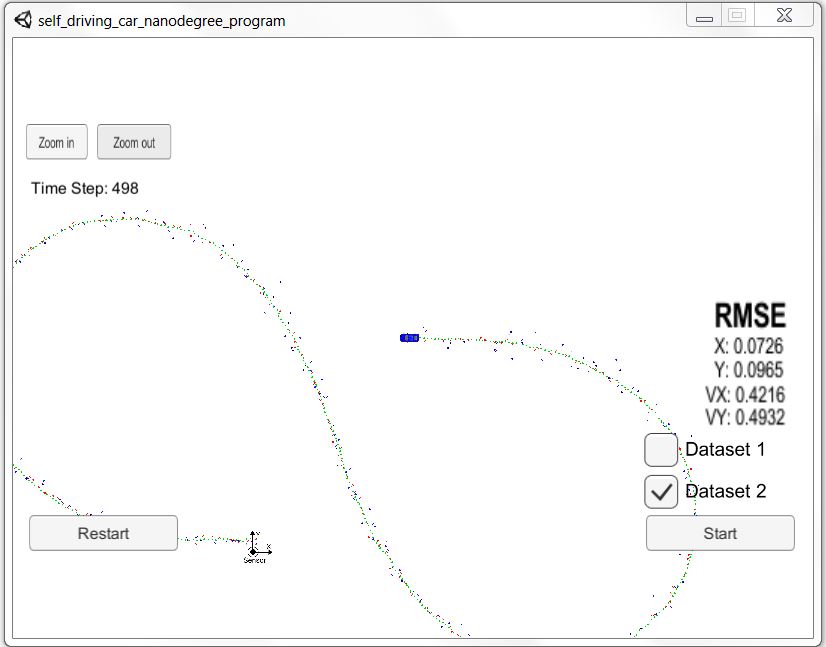 self_driving_car_nanodegree_program
Zoom in
Zoom out
Time Step: 498
RMSE
X: 0.0726
Y: 0.0965
VX: 0.4216
VY: 0.4932
Dataset 1
Dataset 2
Restart
Start
Y
X
Sensor